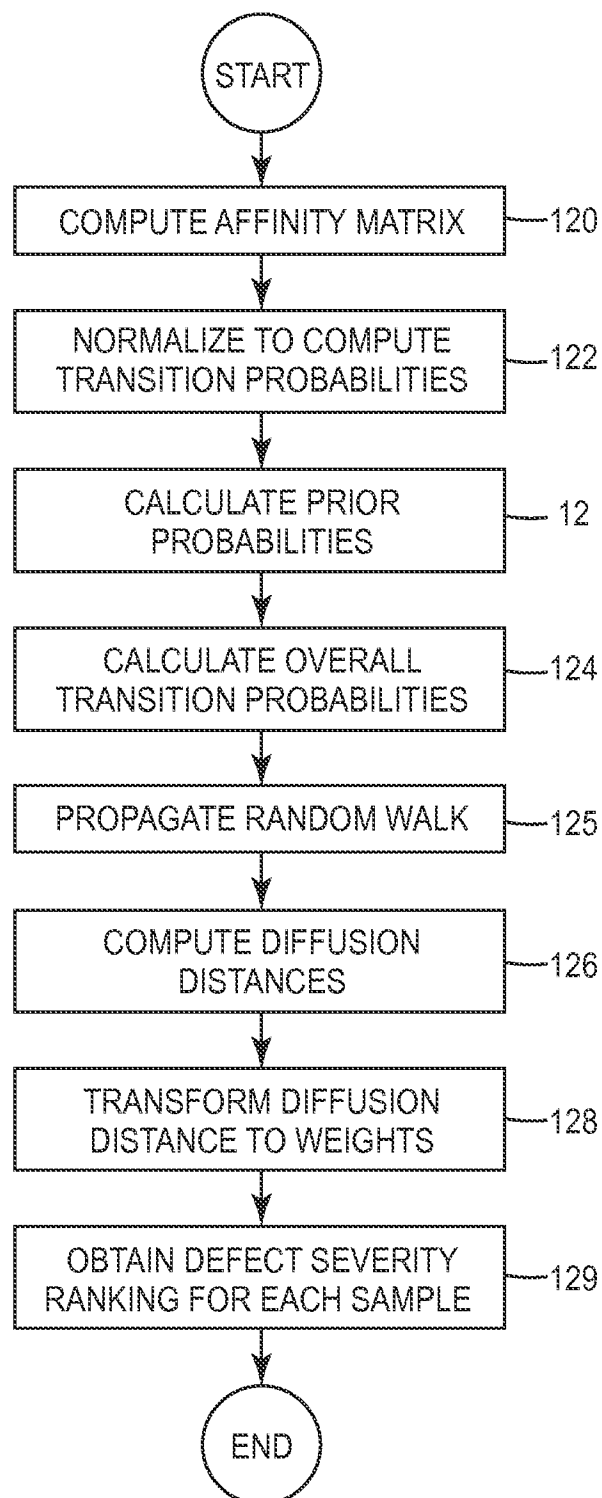 START
COMPUTE AFFINITY MATRIX
120
NORMALIZE TO COMPUTE
TRANSITION PROBABILITIES
122
CALCULATE PRIOR
PROBABILITIES
12
CALCULATE OVERALL
TRANSITION PROBABILITIES
124
PROPAGATE RANDOM WALK
125
COMPUTE DIFFUSION
DISTANCES
126
TRANSFORM DIFFUSION
DISTANCE TO WEIGHTS
128
OBTAIN DEFECT SEVERITY
RANKING FOR EACH SAMPLE
129
END